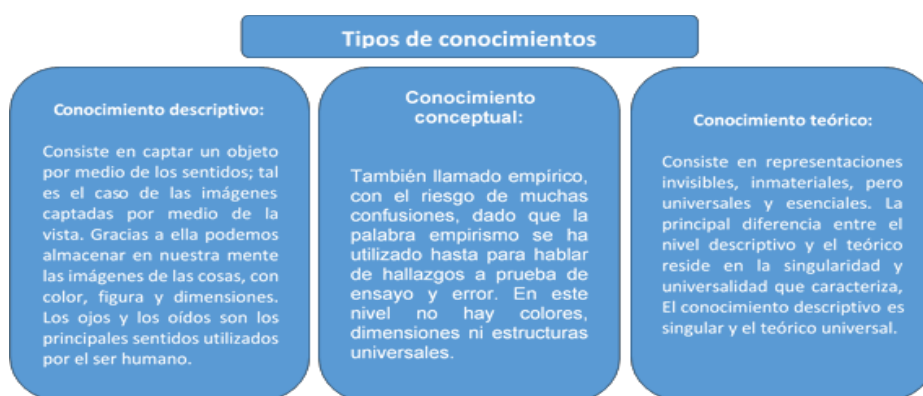 Tipos de conocimientos
Conocimiento descriptivo:
Consiste en captar un objeto
por medio de los sentidos; tal
es el caso de las imágenes
captadas por medio de la
vista. Gracias a ella podemos
almacenar en nuestra mente
las imágenes de las cosas, con
color, figura y dimensiones.
Los ojos y los oídos son los
principales sentidos utilizados
por el ser humano.
Conocimiento
conceptual:
También llamado empírico,
con el riesgo de muchas
confusiones, dado que la
palabra empirismo se ha
utilizado hasta para hablar
de hallazgos a prueba de
ensayo y error. En este
nivel no hay colores,
dimensiones ni estructuras
universales.
Conocimiento teórico:
Consiste en representaciones
invisibles, inmateriales, pero
universales y esenciales. La
principal diferencia entre el
nivel descriptivo y el teórico
reside en la singularidad y
universalidad que caracteriza,
El conocimiento descriptivo es
singular y el teórico universal.